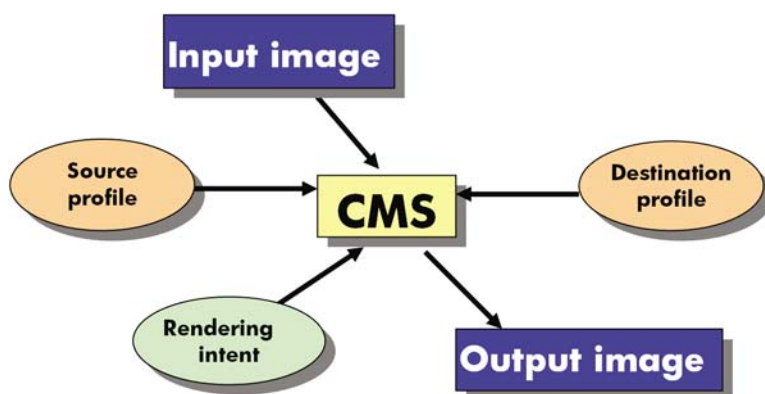 Input image
Source
profile
CMS
Destination
profile
Rendering
intent
Output image